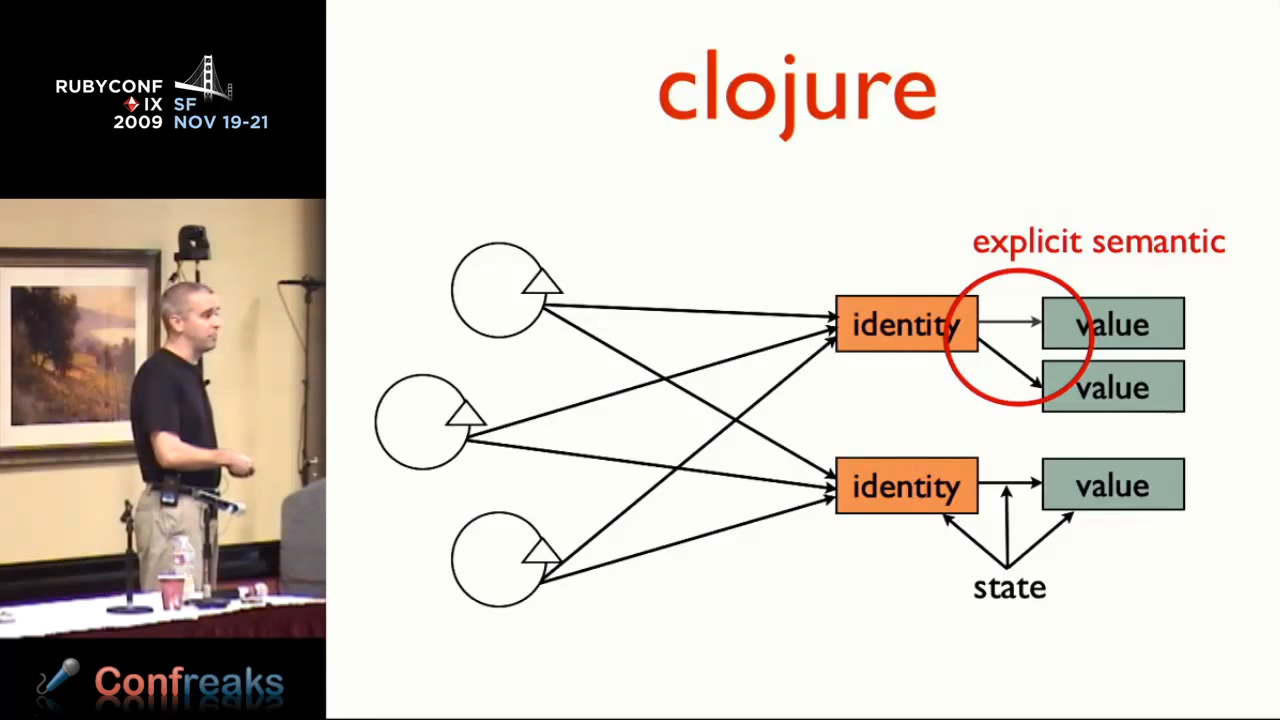 RUBYCONF
IX SF
2009 NOV 19-21
clojure
explicit semantic
identity
value
value
identity
value
state
Confreaks